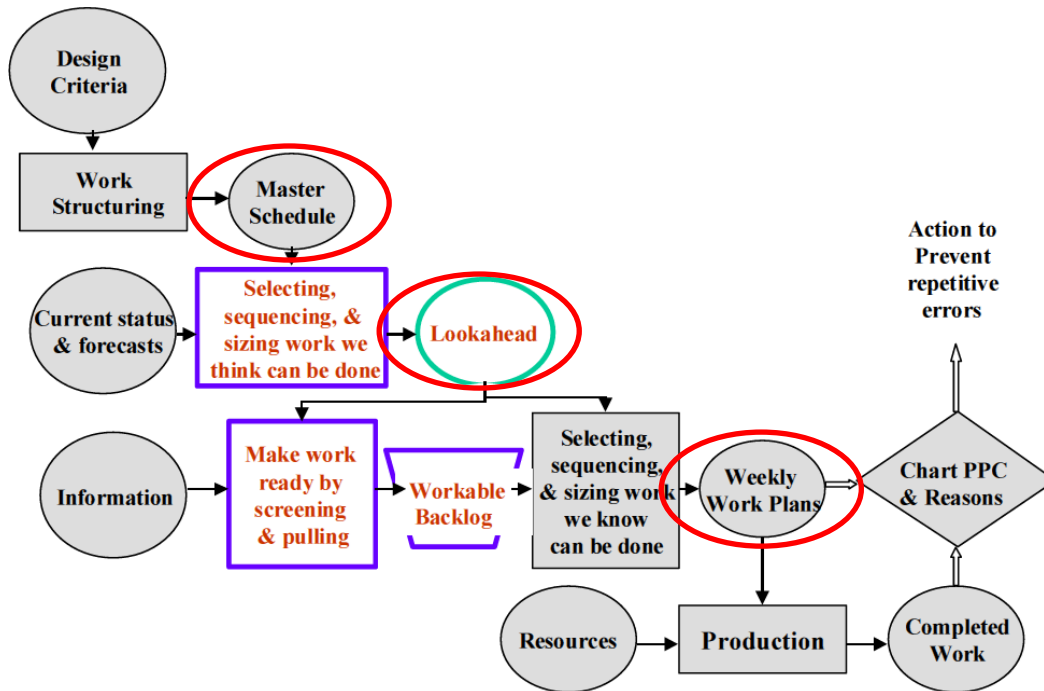 Design
Criteria
Work
Structuring
Master
Schedule
Action to
Prevent
repetitive
errors
Current status
& forecasts
Selecting,
sequencing, &
sizing work we
think can be done
Lookahead
Information
Make work
ready by
screening
& pulling
Workable
Backlog
Selecting,
sequencing,
& sizing work
we know
can be done
Weekly
Work Plans
Chart PPC
& Reasons
Resources
Production
Completed
Work